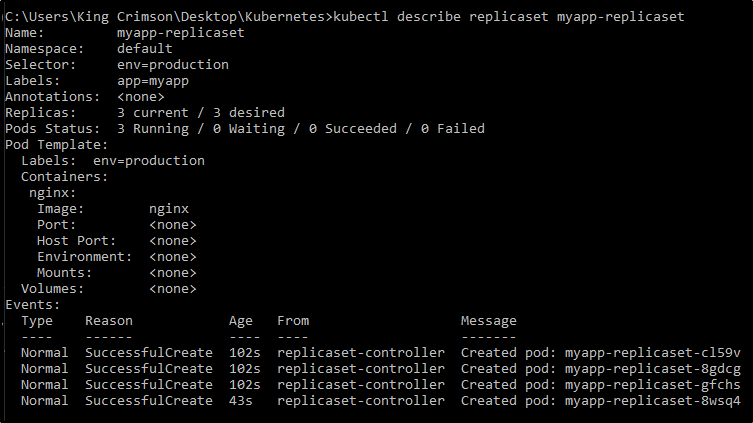 C:\Users\King Crimson\Desktop\Kubernetes>kubectl describe replicaset myapp-replicaset
Name:         myapp-replicaset
Namespace:    default
Selector:     env=production
Labels:       app=myapp
Annotations:  <none>
Replicas:     3 current / 3 desired
Pods Status:  3 Running / 0 Waiting / 0 Succeeded / 0 Failed
Pod Template:
  Labels:  env=production
  Containers:
   nginx:
    Image:        nginx
    Port:         <none>
    Host Port:    <none>
    Environment:  <none>
    Mounts:       <none>
  Volumes:        <none>
Events:
  Type    Reason            Age   From                   Message
  ----    ------            ----  ----                   -------
  Normal  SuccessfulCreate  102s  replicaset-controller  Created pod: myapp-replicaset-cl59v
  Normal  SuccessfulCreate  102s  replicaset-controller  Created pod: myapp-replicaset-8gdcg
  Normal  SuccessfulCreate  102s  replicaset-controller  Created pod: myapp-replicaset-gfchs
  Normal  SuccessfulCreate  43s   replicaset-controller  Created pod: myapp-replicaset-8wsq4